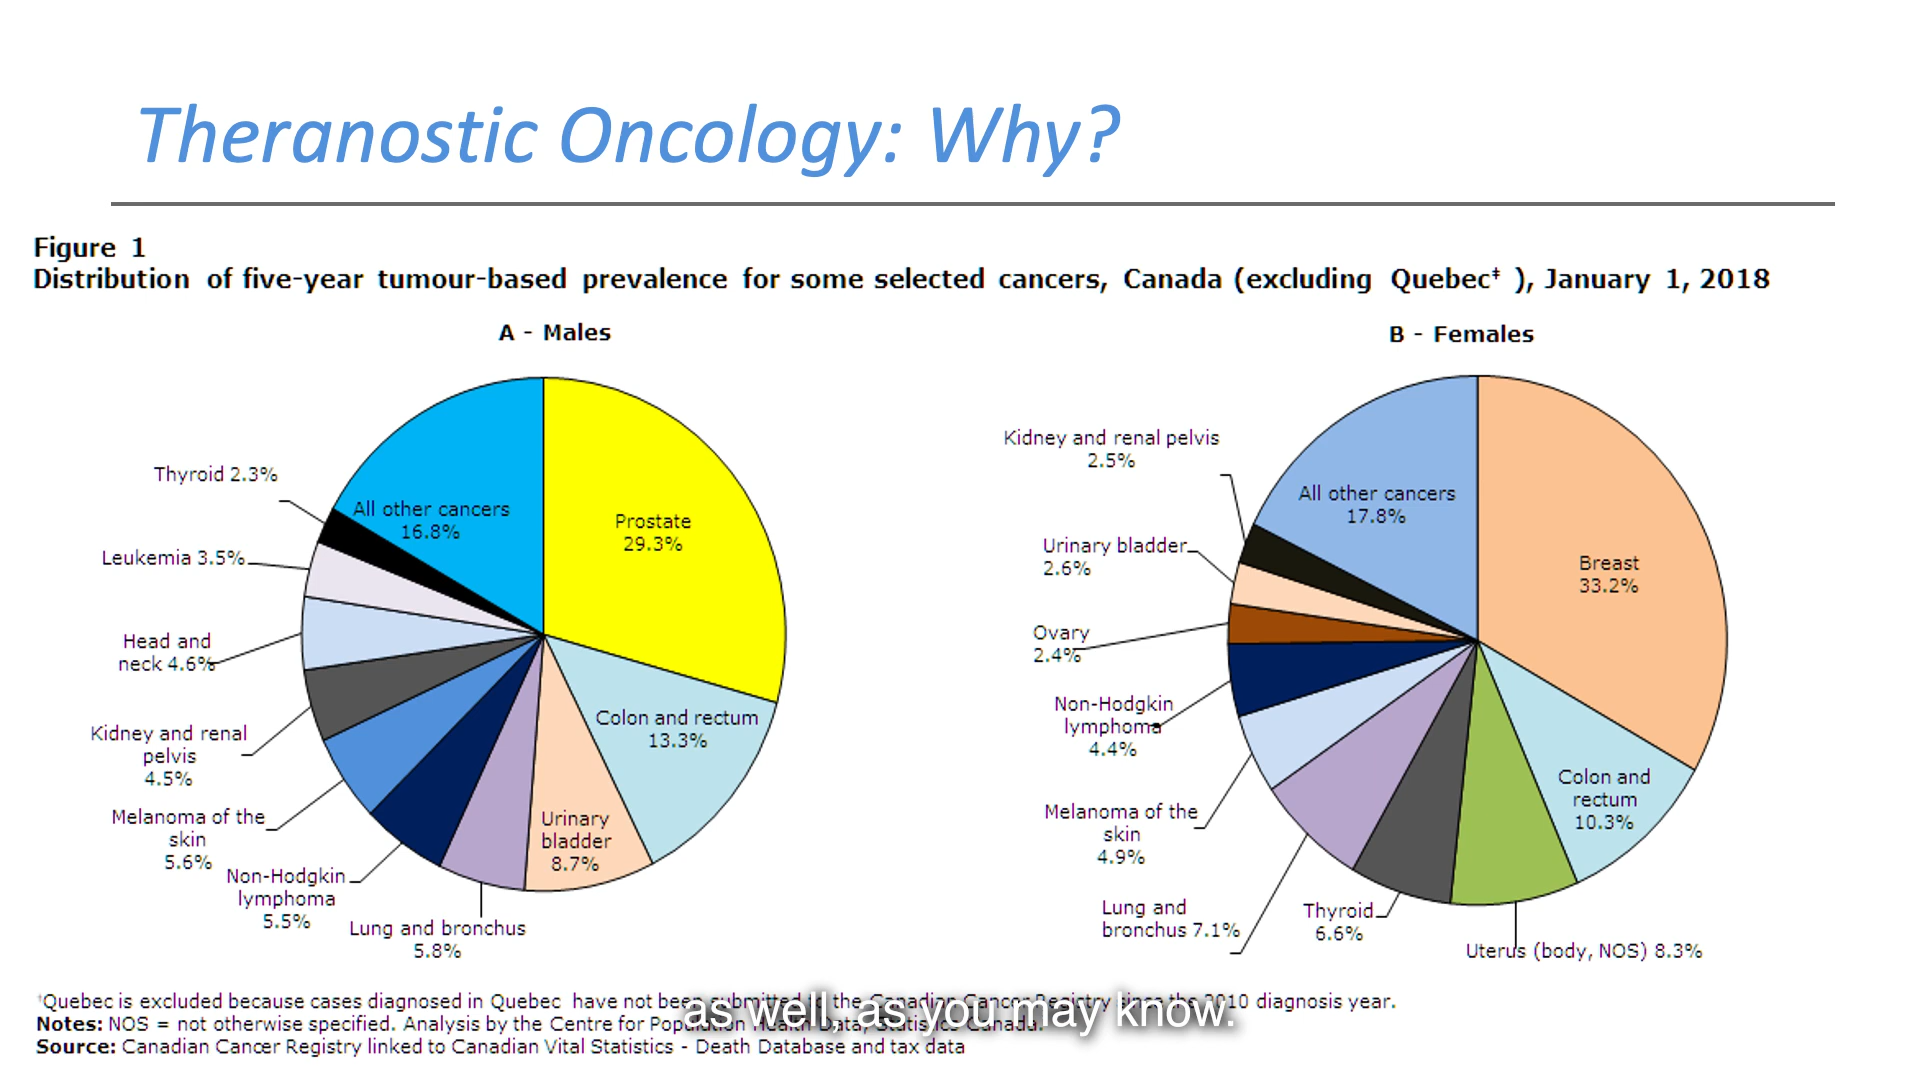 Theranostic Oncology: Why?
Figure 1
Distribution of five-year tumour-based prevalence for some selected cancers, Canada (excluding Quebec‡ ), January 1, 2018
A - Males
Thyroid 2.3%
All other cancers
16.8%
Prostate
29.3%
Leukemia 3.5%
Head and
neck 4.6%
Kidney and renal
pelvis
4.5%
Melanoma of the
skin
5.6%
Non-Hodgkin
lymphoma
5.5%
Lung and bronchus
5.8%
Urinary
bladder
8.7%
Colon and rectum
13.3%
B - Females
Kidney and renal pelvis
2.5%
All other cancers
17.8%
Breast
33.2%
Urinary bladder
2.6%
Ovary
2.4%
Non-Hodgkin
lymphoma
4.4%
Melanoma of the
skin
4.9%
Lung and
bronchus 7.1%
Thyroid
6.6%
Uterus (body, NOS) 8.3%
Colon and
rectum
10.3%
‡Quebec is excluded because cases diagnosed in Quebec have not been submitted to the Canadian Cancer Registry since the 2010 diagnosis year.
Notes: NOS = not otherwise specified. Analysis by the Centre for Population Health Data, Statistics Canada.
Source: Canadian Cancer Registry linked to Canadian Vital Statistics - Death Database and tax data
as well, as you may know.